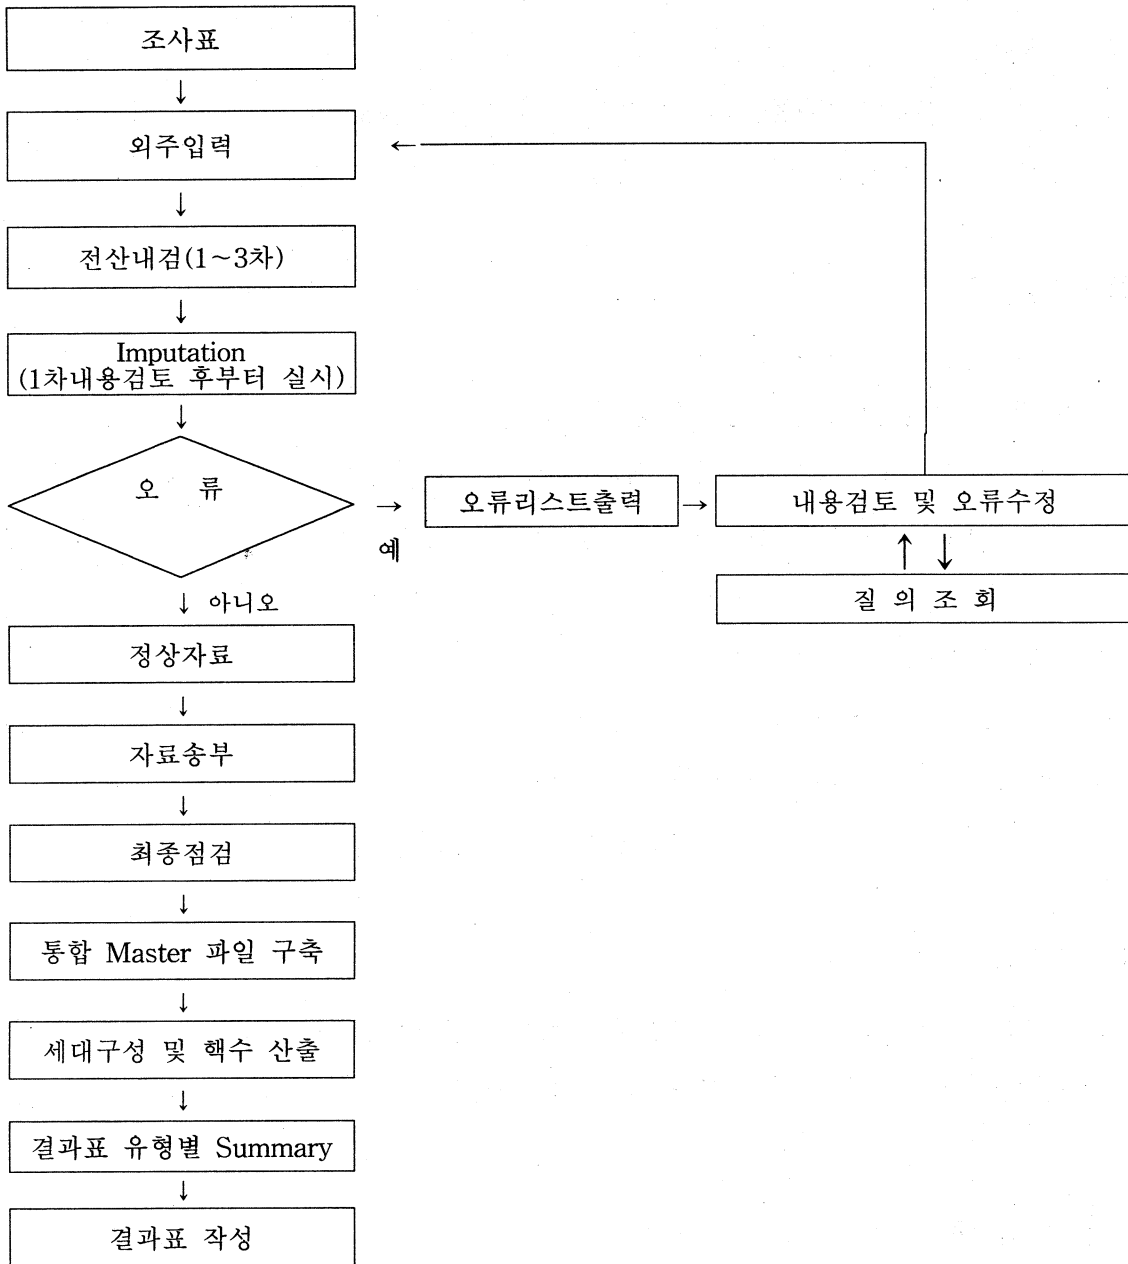 조사표
↓
외주입력
←
↓
전산내검(1~3차)
↓
Imputation
(1차내용검토 후부터 실시)
↓
오 류
→
예
오류리스트출력
→
내용검토 및 오류수정
↑ ↓
질 의 조 회
↓ 아니오
정상자료
↓
자료송부
↓
최종점검
↓
통합 Master 파일 구축
↓
세대구성 및 핵수 산출
↓
결과표 유형별 Summary
↓
결과표 작성